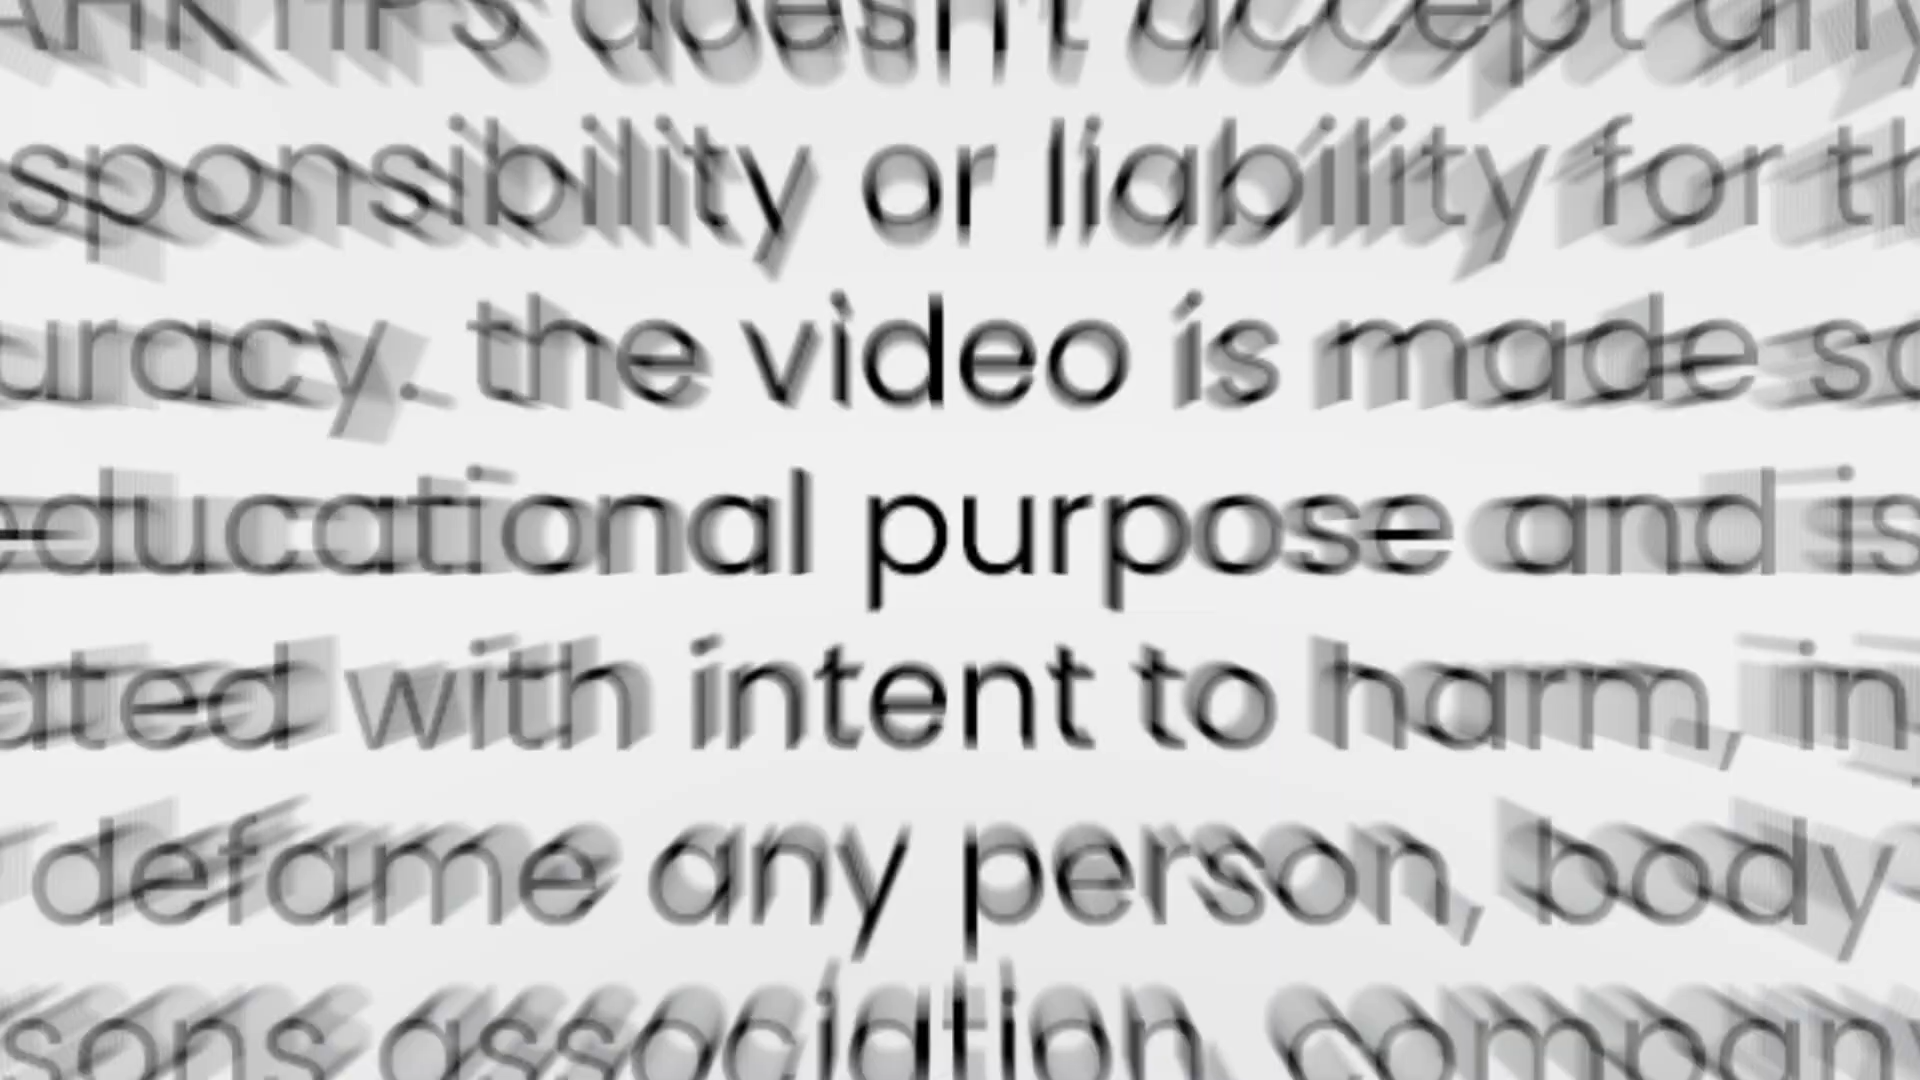 doesn't accept any
sponsibility or liability for th
uracy. the video is made so
educational purpose and is
ated with intent to harm, in
defame any person, body
sons association, company